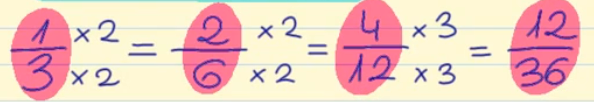 1/3 ×2/×2 = 2/6 ×2/×2 = 4/12 ×3/×3 = 12/36